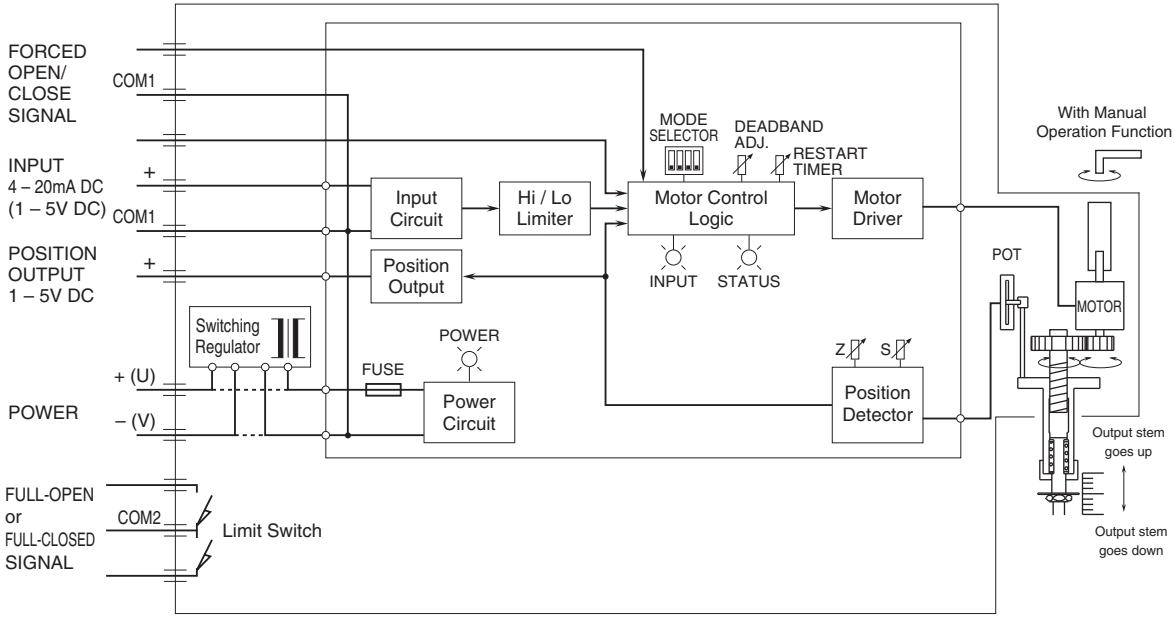 FORCED
OPEN/
CLOSE
SIGNAL
COM1
INPUT
4 – 20mA DC
(1 – 5V DC)
+
COM1
POSITION
OUTPUT
1 – 5V DC
+
Switching
Regulator
+ (U)
POWER
– (V)
FULL-OPEN
or
FULL-CLOSED
SIGNAL
COM2
Limit Switch
Input
Circuit
Hi / Lo
Limiter
MODE
SELECTOR
DEADBAND
ADJ.
RESTART
TIMER
Motor Control
Logic
Motor
Driver
INPUT
STATUS
Position
Output
POWER
FUSE
Power
Circuit
Z
S
Position
Detector
With Manual
Operation Function
POT
MOTOR
Output stem
goes up
Output stem
goes down